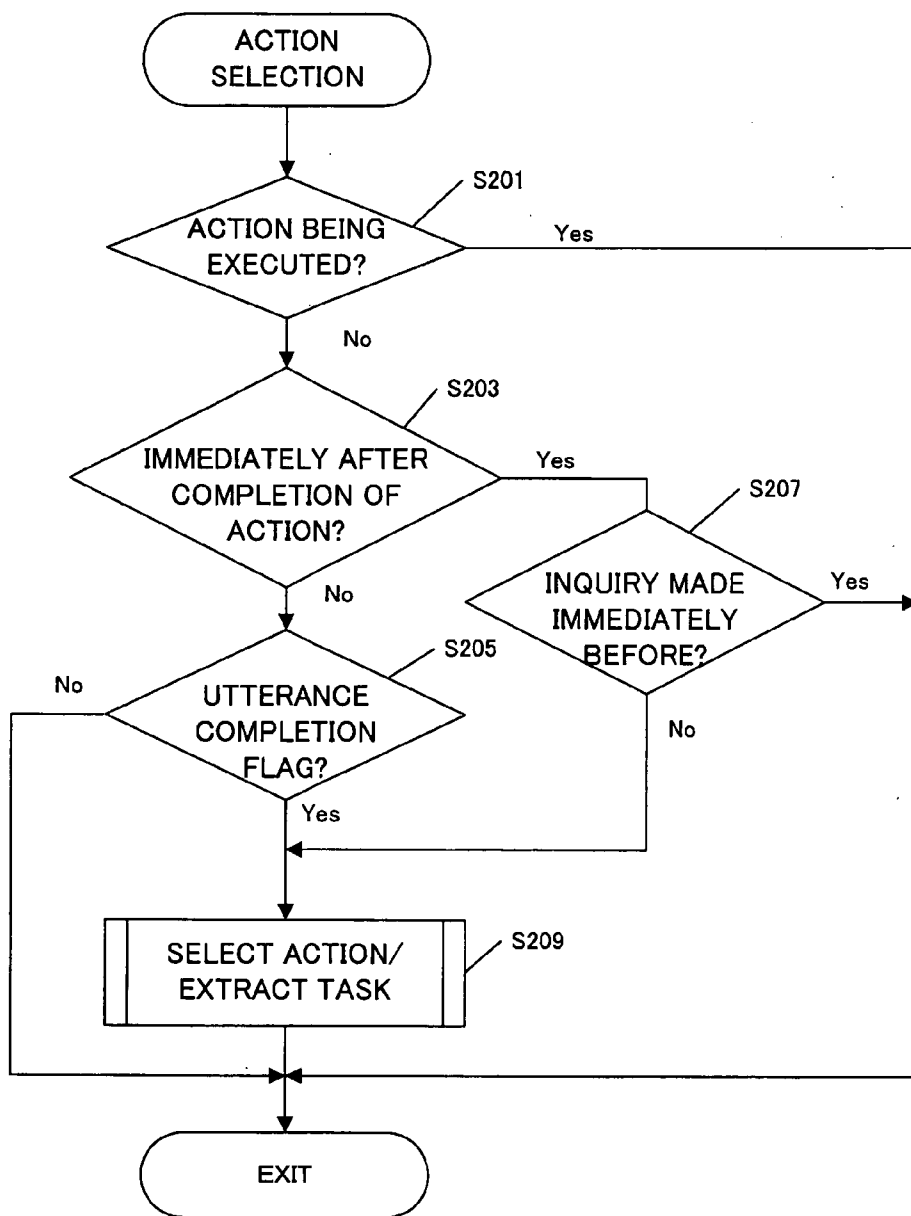 ACTION
SELECTION
S201
ACTION BEING
EXECUTED?
Yes
No
S203
IMMEDIATELY AFTER
COMPLETION OF
ACTION?
Yes
No
S207
INQUIRY MADE
IMMEDIATELY
BEFORE?
Yes
No
S205
UTTERANCE
COMPLETION
FLAG?
No
Yes
S209
SELECT ACTION/
EXTRACT TASK
EXIT